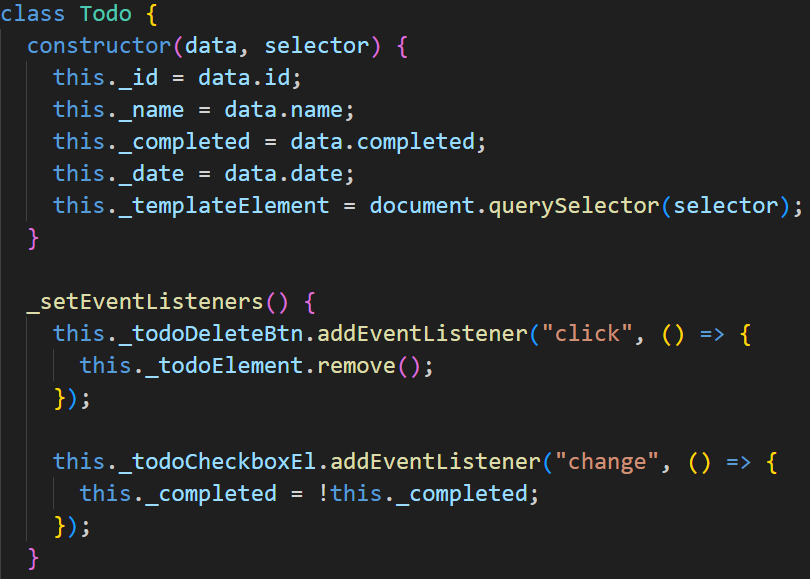 class Todo {
  constructor(data, selector) {
    this._id = data.id;
    this._name = data.name;
    this._completed = data.completed;
    this._date = data.date;
    this._templateElement = document.querySelector(selector);
  }

  _setEventListeners() {
    this._todoDeleteBtn.addEventListener("click", () => {
      this._todoElement.remove();
    });

    this._todoCheckboxEl.addEventListener("change", () => {
      this._completed = !this._completed;
    });
  }